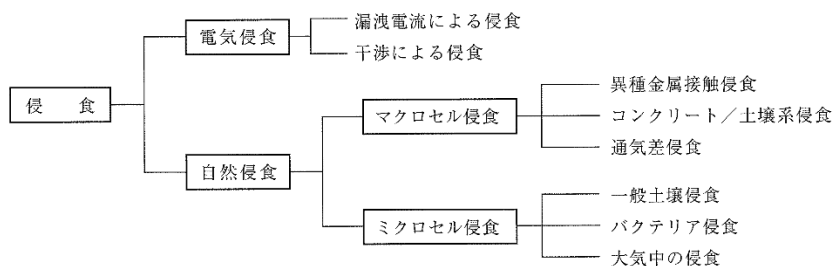 侵 食
電気侵食
漏洩電流による侵食
干渉による侵食
自然侵食
マクロセル侵食
異種金属接触侵食
コンクリート／土壌系侵食
通気差侵食
ミクロセル侵食
一般土壌侵食
バクテリア侵食
大気中の侵食